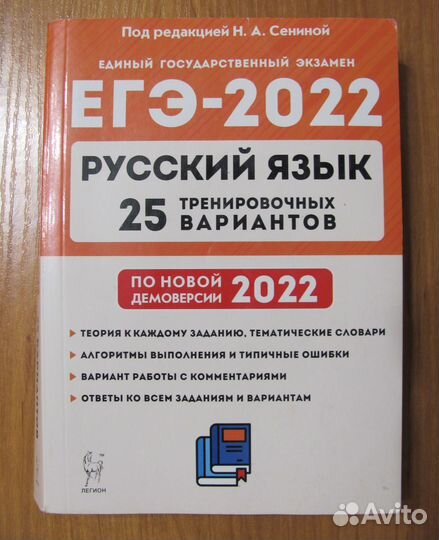 Под редакцией Н. А. Сениной
ЕДИНЫЙ ГОСУДАРСТВЕННЫЙ ЭКЗАМЕН
ЕГЭ-2022
РУССКИЙ ЯЗЫК
25 ТРЕНИРОВОЧНЫХ
ВАРИАНТОВ
ПО НОВОЙ
ДЕМОВЕРСИИ 2022
ТЕОРИЯ К КАЖДОМУ ЗАДАНИЮ, ТЕМАТИЧЕСКИЕ СЛОВАРИ
АЛГОРИТМЫ ВЫПОЛНЕНИЯ И ТИПИЧНЫЕ ОШИБКИ
ВАРИАНТ РАБОТЫ С КОММЕНТАРИЯМИ
ОТВЕТЫ КО ВСЕМ ЗАДАНИЯМ И ВАРИАНТАМ
ЛЕГИОН
Avito